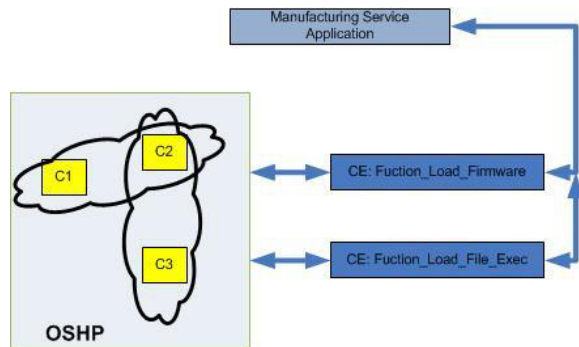 Manufacturing Service
Application
C2
C1
CE: Fuction_Load_Firmware
C3
CE: Fuction_Load_File_Exec
OSHP